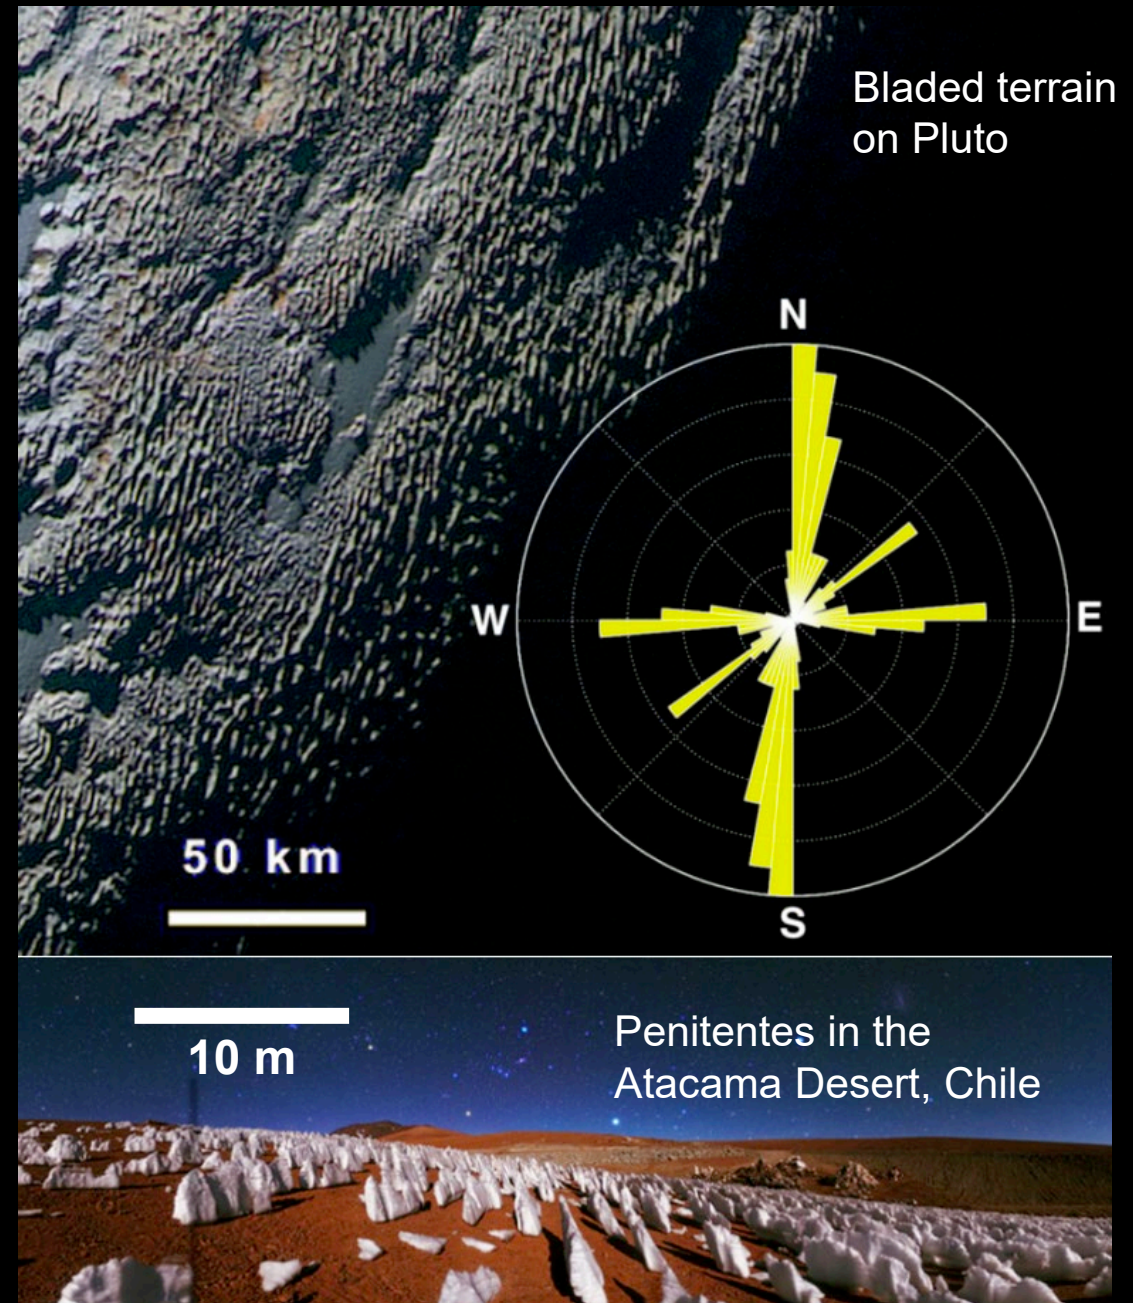 Bladed terrain
on Pluto
N
W
E
S
50 km
10 m
Penitentes in the
Atacama Desert, Chile